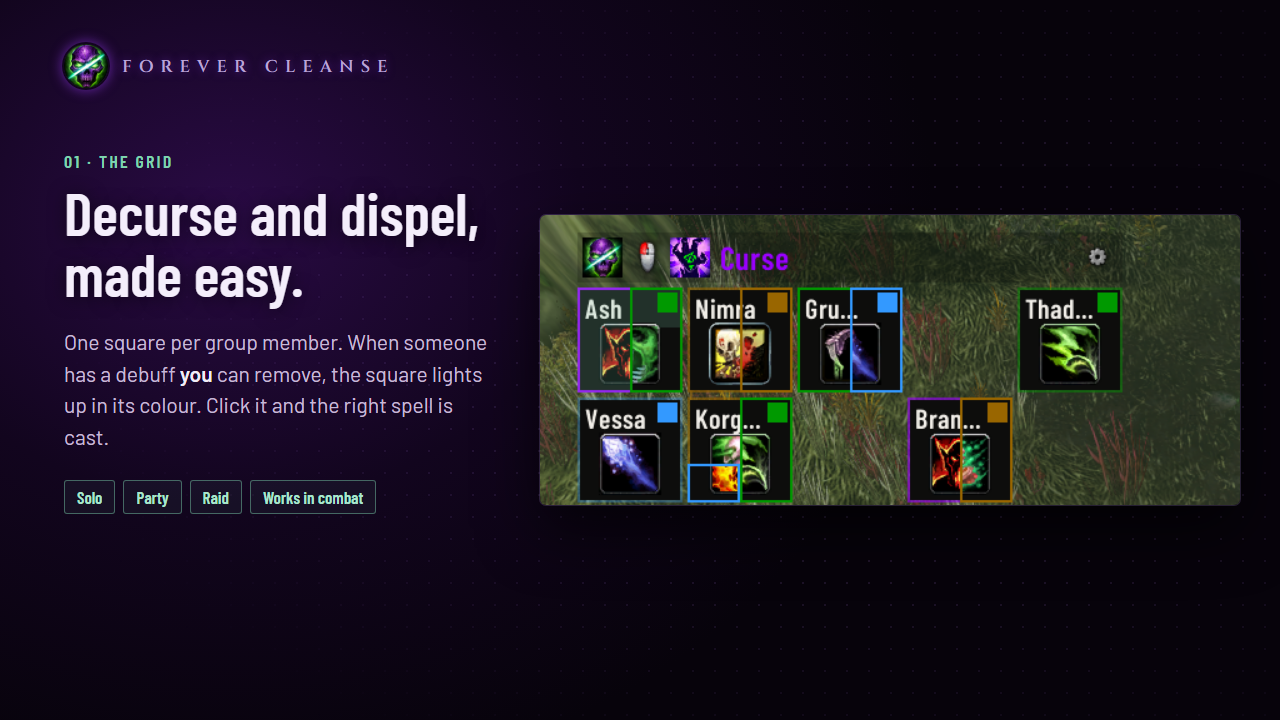 FOREVER CLEANSE
01 · THE GRID
Decurse and dispel,
made easy.
One square per group member. When someone
has a debuff you can remove, the square lights
up in its colour. Click it and the right spell is
cast.
Solo Party Raid Works in combat
Curse
Ash Nimra Gru... Thad...
Vessa Korg... Bran...